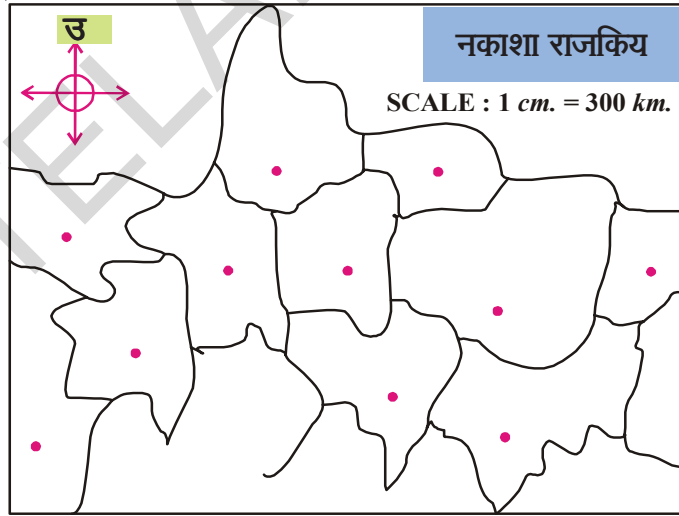 उ
नकाशा राजकिय
SCALE : 1 cm. = 300 km.